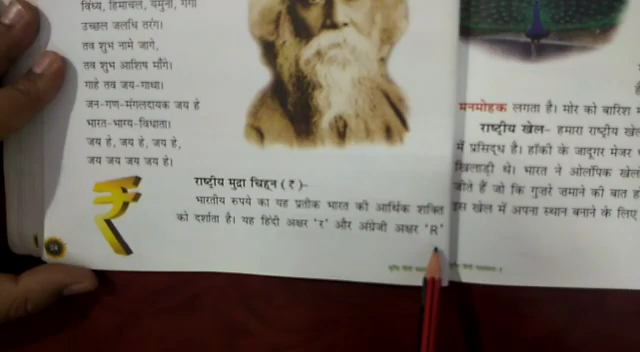 विंध्य, हिमाचल, यमुना, गंगा
उच्छल जलधि तरंग।
तव शुभ नामे जागे,
तव शुभ आशिष माँगे।
गाहे तव जय-गाथा।
जन-गण-मंगलदायक जय हे
भारत-भाग्य-विधाता।
जय हे, जय हे, जय हे,
जय जय जय जय हे।
राष्ट्रीय मुद्रा चिह्न (₹)–
भारतीय रुपये का यह प्रतीक भारत की आर्थिक शक्ति
को दर्शाता है। यह हिंदी अक्षर 'र' और अंग्रेजी अक्षर 'R'
मनमोहक लगता है। मोर को बारिश
राष्ट्रीय खेल– हमारा राष्ट्रीय
में प्रसिद्ध है। हॉकी के जादूगर मेजर
खिलाड़ी थे। भारत ने ओलंपिक
जीते हैं जो कि गुज़रे ज़माने की बात
इस खेल में अपना स्थान बनाने के लिए